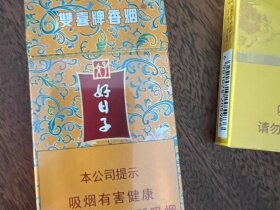 雙喜牌香烟
好日子
本公司提示
吸烟有害健康
请勿